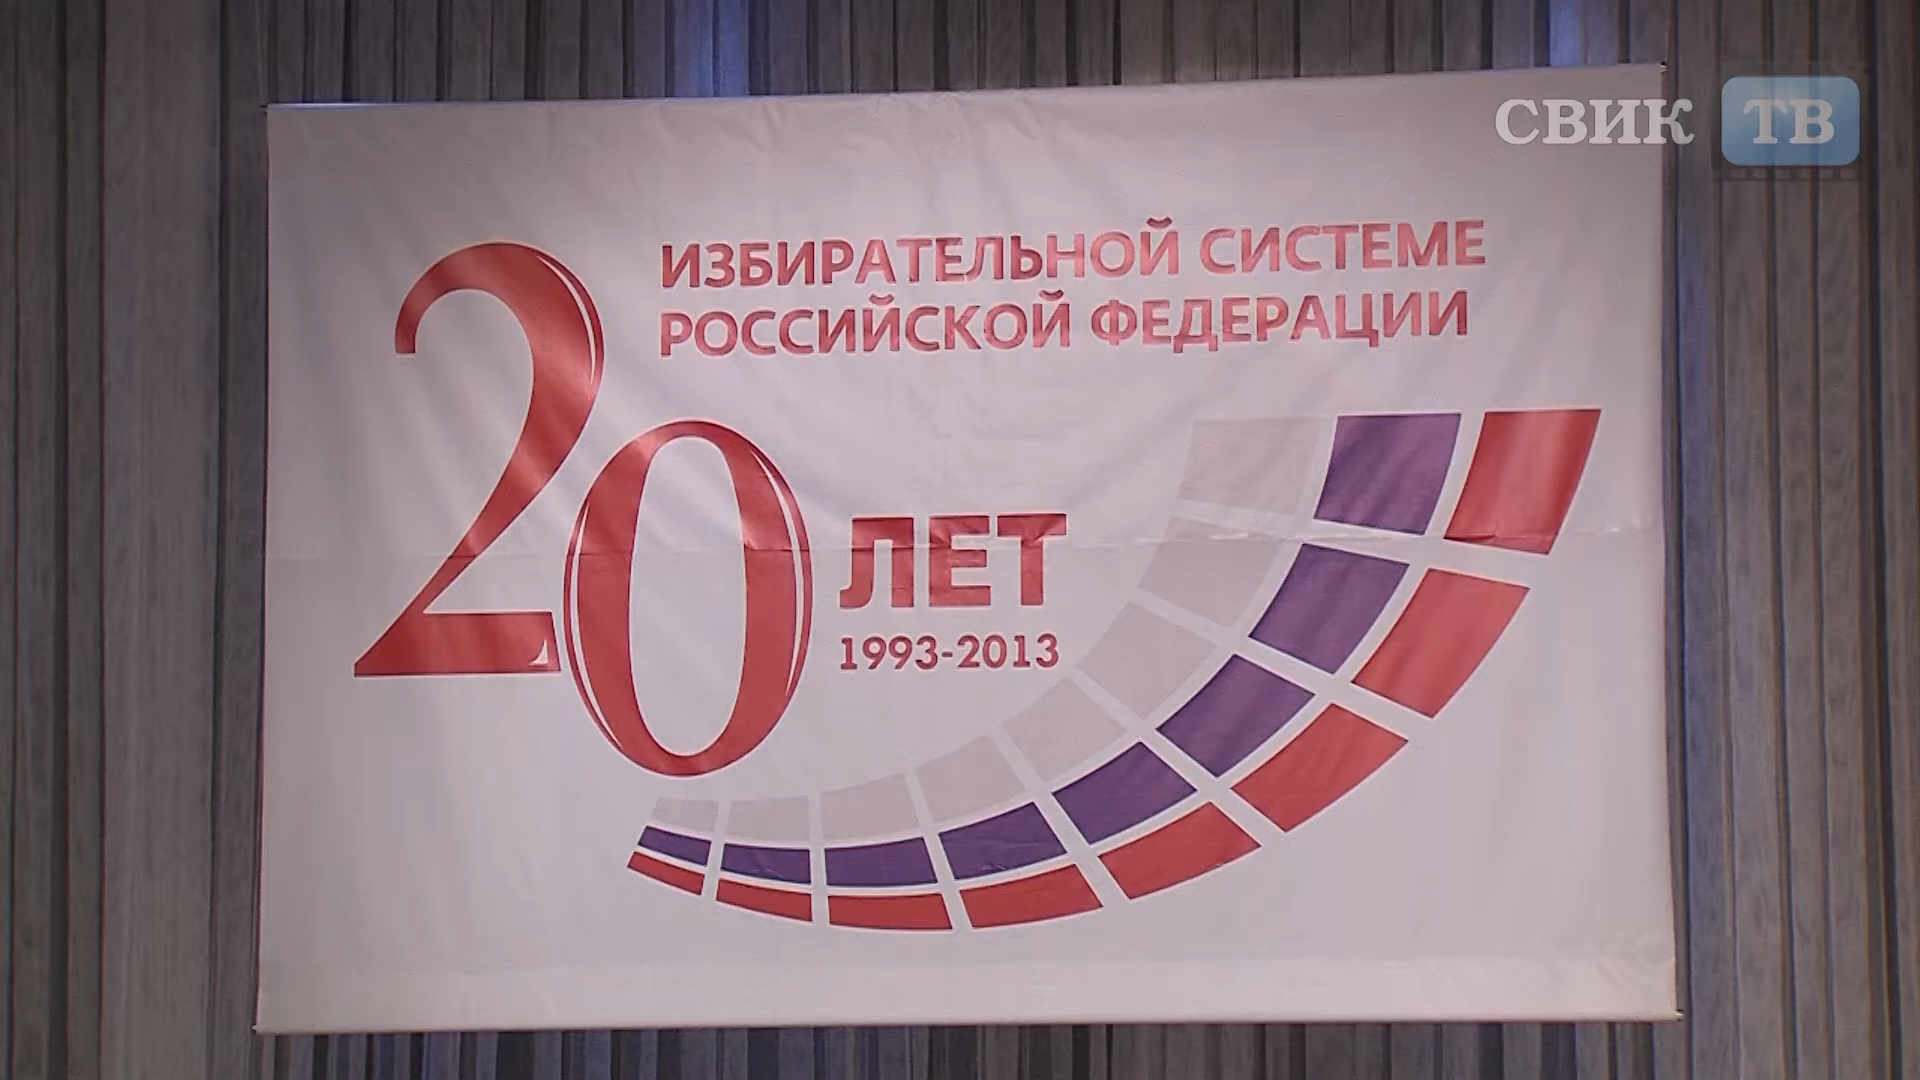 СВИК ТВ
ИЗБИРАТЕЛЬНОЙ СИСТЕМЕ
РОССИЙСКОЙ ФЕДЕРАЦИИ
20 ЛЕТ
1993-2013